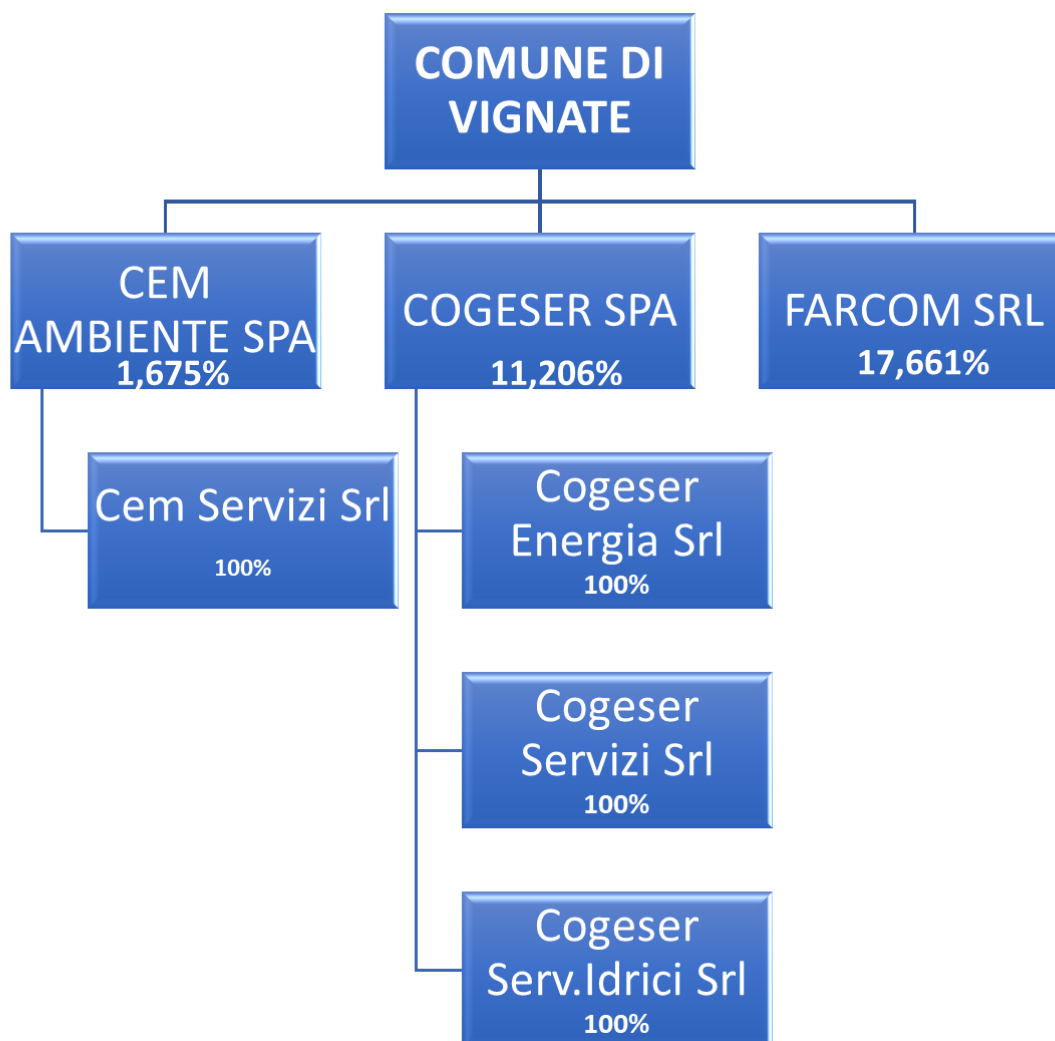 COMUNE DI
VIGNATE
CEM
AMBIENTE SPA
1,675%
COGESER SPA
11,206%
FARCOM SRL
17,661%
Cem Servizi Srl
100%
Cogeser
Energia Srl
100%
Cogeser
Servizi Srl
100%
Cogeser
Serv.Idrici Srl
100%